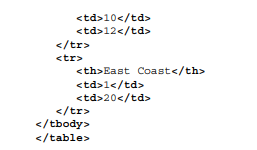 <td>10</td>
<td>12</td>
</tr>
<tr>
<th>East Coast</th>
<td>1</td>
<td>20</td>
</tr>
</tbody>
</table>